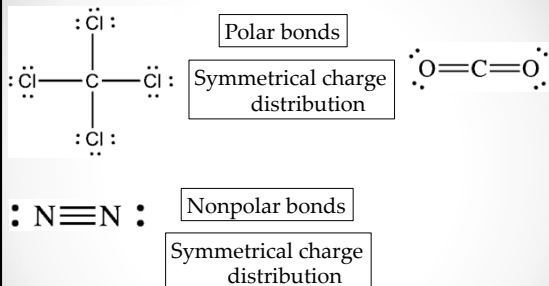 :Cl:
Polar bonds
:Cl—C—Cl:
Symmetrical charge
distribution
O=C=O
:Cl:
:N≡N:
Nonpolar bonds
Symmetrical charge
distribution